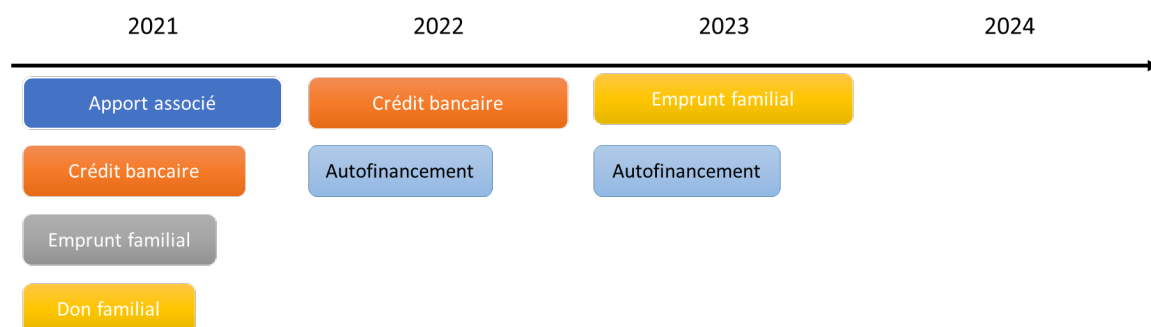 2021 2022 2023 2024
Apport associé Crédit bancaire Emprunt familial
Crédit bancaire Autofinancement Autofinancement
Emprunt familial
Don familial